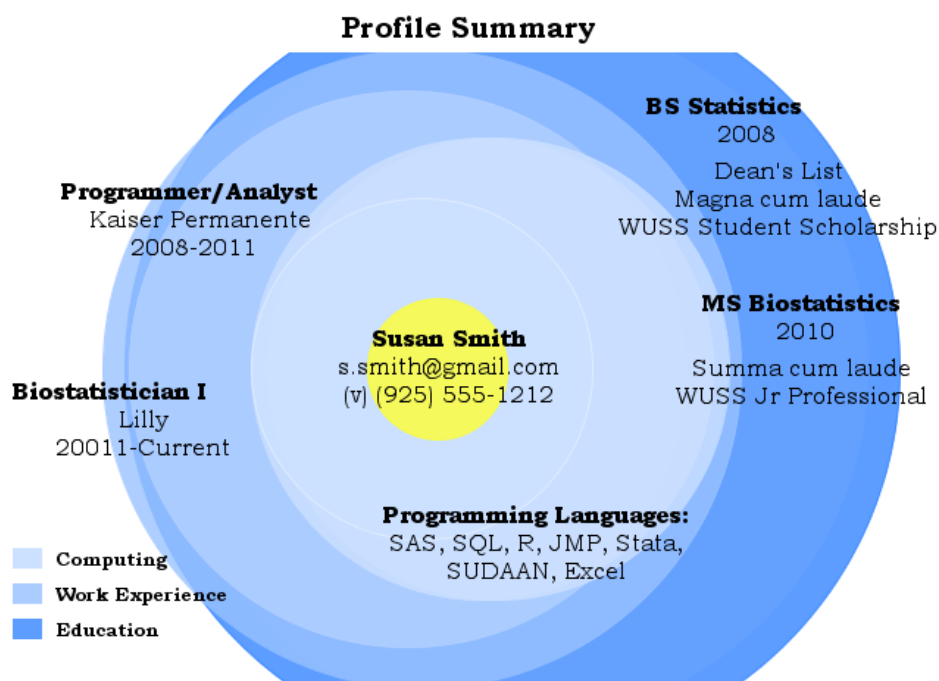 Profile Summary
BS Statistics
2008
Dean's List
Magna cum laude
WUSS Student Scholarship
Programmer/Analyst
Kaiser Permanente
2008-2011
MS Biostatistics
2010
Summa cum laude
WUSS Jr Professional
Susan Smith
s.smith@gmail.com
(v) (925) 555-1212
Biostatistician I
Lilly
20011-Current
Programming Languages:
SAS, SQL, R, JMP, Stata,
SUDAAN, Excel
Computing
Work Experience
Education